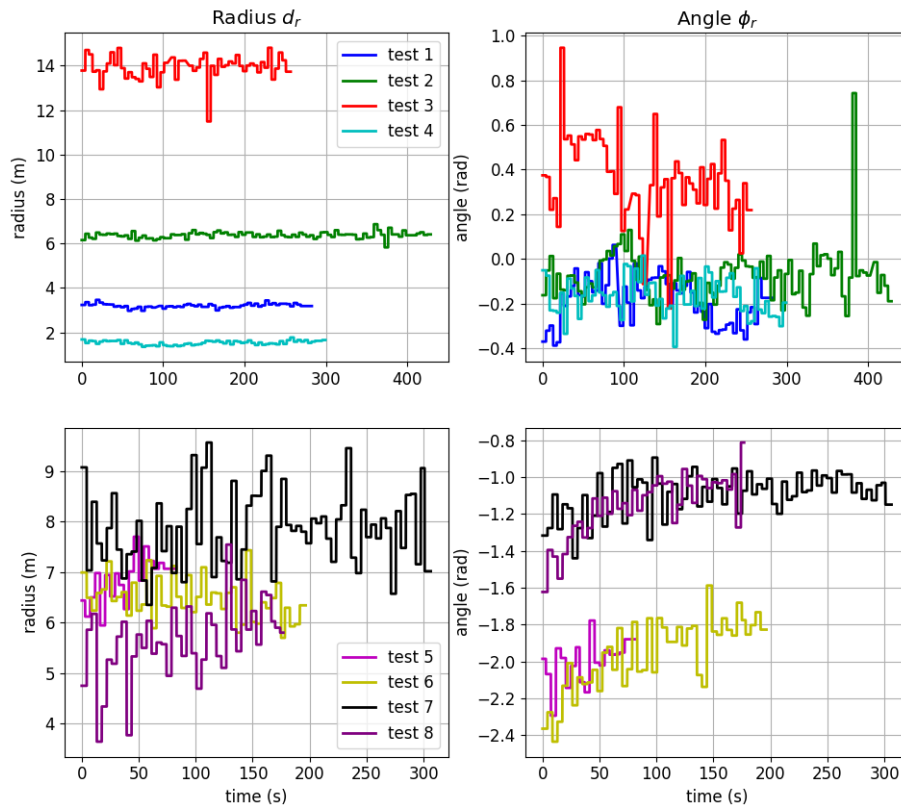 Radius d_r
Angle ϕ_r
radius (m)
14
12
10
8
6
4
2
test 1
test 2
test 3
test 4
0 100 200 300 400
angle (rad)
1.0
0.8
0.6
0.4
0.2
0.0
−0.2
−0.4
0 100 200 300 400
radius (m)
9
8
7
6
5
4
test 5
test 6
test 7
test 8
0 50 100 150 200 250 300
time (s)
angle (rad)
−0.8
−1.0
−1.2
−1.4
−1.6
−1.8
−2.0
−2.2
−2.4
0 50 100 150 200 250 300
time (s)